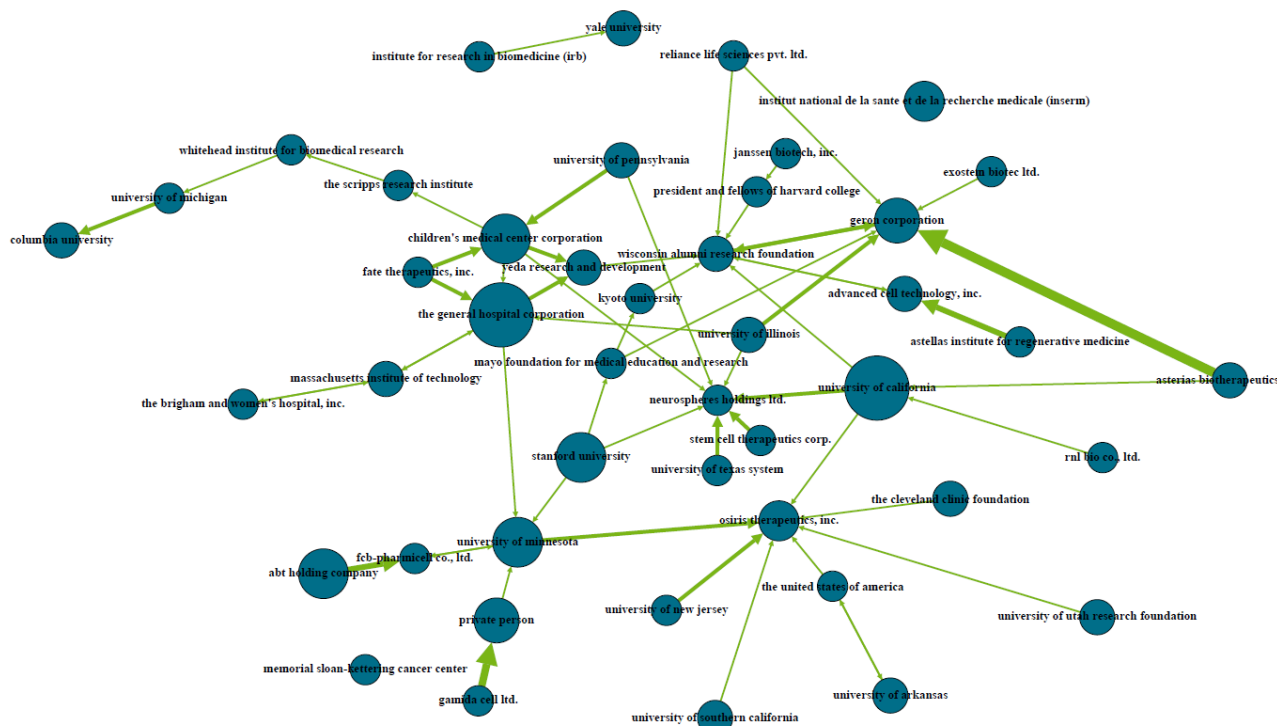 yale university
institute for research in biomedicine (irb)
reliance life sciences pvt. ltd.
institut national de la sante et de la recherche medicale (inserm)
whitehead institute for biomedical research
janssen biotech, inc.
university of pennsylvania
exostem biotec ltd.
the scripps research institute
president and fellows of harvard college
university of michigan
geron corporation
columbia university
children's medical center corporation
wisconsin alumni research foundation
yeda research and development
fate therapeutics, inc.
advanced cell technology, inc.
kyoto university
the general hospital corporation
university of illinois
astellas institute for regenerative medicine
mayo foundation for medical education and research
massachusetts institute of technology
asterias biotherapeutics
university of california
the brigham and women's hospital, inc.
neurospheres holdings ltd.
stem cell therapeutics corp.
stanford university
rnl bio co., ltd.
university of texas system
the cleveland clinic foundation
osiris therapeutics, inc.
university of minnesota
fcb-pharmicell co., ltd.
abt holding company
the united states of america
university of new jersey
university of utah research foundation
private person
memorial sloan-kettering cancer center
university of arkansas
gamida cell ltd.
university of southern california